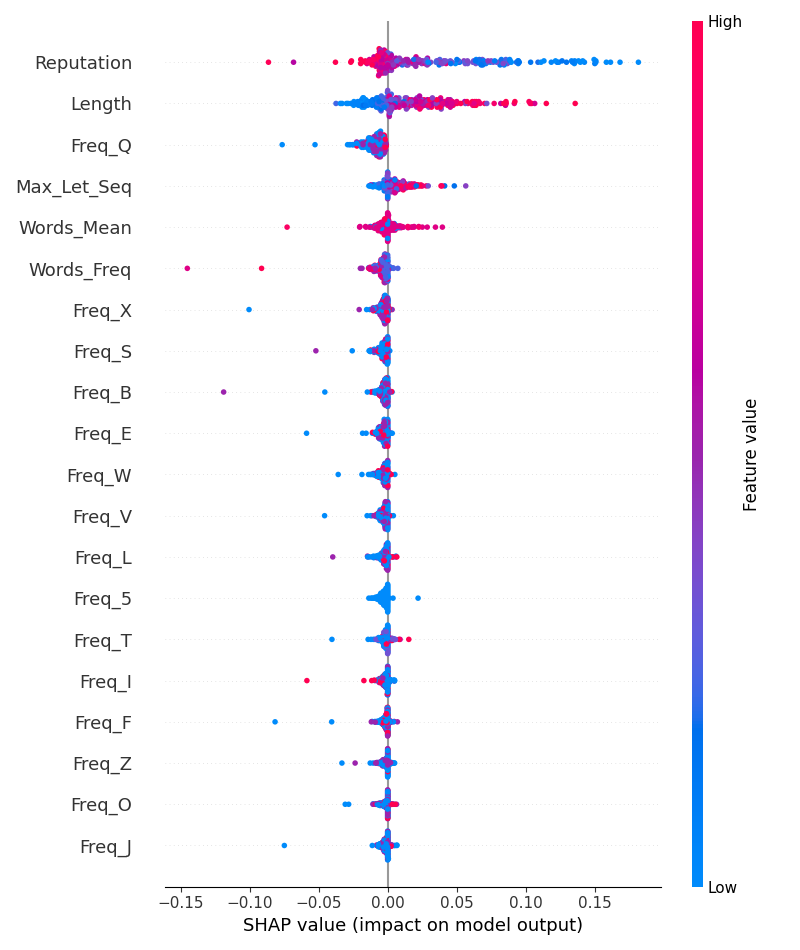 High
Reputation
Length
Freq_Q
Max_Let_Seq
Words_Mean
Words_Freq
Freq_X
Freq_S
Freq_B
Freq_E
Freq_W
Freq_V
Freq_L
Freq_5
Freq_T
Freq_I
Freq_F
Freq_Z
Freq_O
Freq_J
Feature value
Low
−0.15 −0.10 −0.05 0.00 0.05 0.10 0.15
SHAP value (impact on model output)